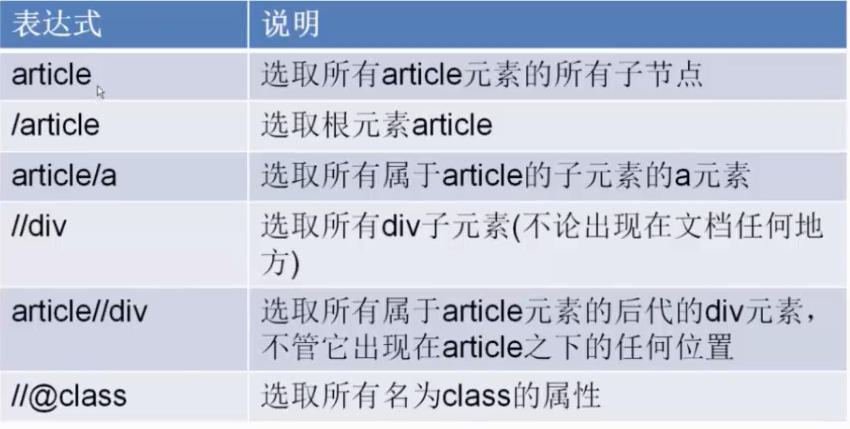 表达式 说明
article 选取所有article元素的所有子节点
/article 选取根元素article
article/a 选取所有属于article的子元素的a元素
//div 选取所有div子元素(不论出现在文档任何地
方)
article//div 选取所有属于article元素的后代的div元素，
不管它出现在article之下的任何位置
//@class 选取所有名为class的属性